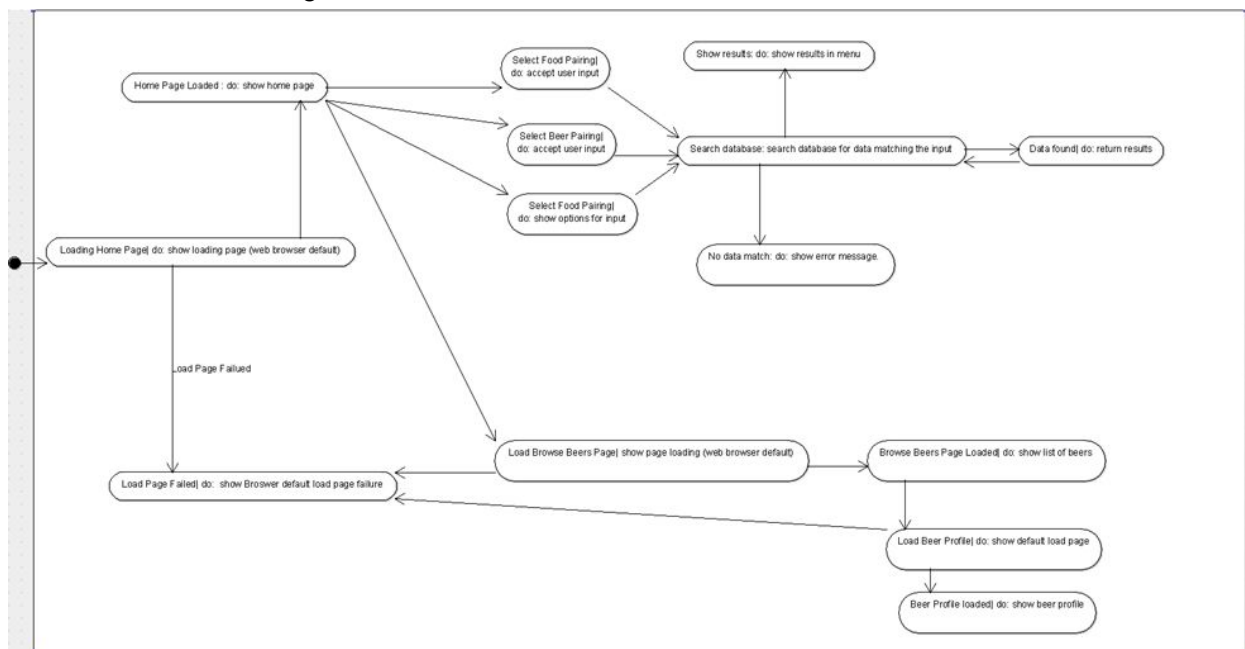 Show results: do: show results in menu
Select Food Pairing|
do: accept user input
Home Page Loaded : do: show home page
Select Beer Pairing|
do: accept user input
Search database: search database for data matching the input
Data found| do: return results
Select Food Pairing|
do: show options for input
Loading Home Page| do: show loading page (web browser default)
No data match: do: show error message.
Load Page Failued
Load Browse Beers Page| show page loading (web browser default)
Browse Beers Page Loaded| do: show list of beers
Load Page Failed| do: show Broswer default load page failure
Load Beer Profile| do: show default load page
Beer Profile loaded| do: show beer profile